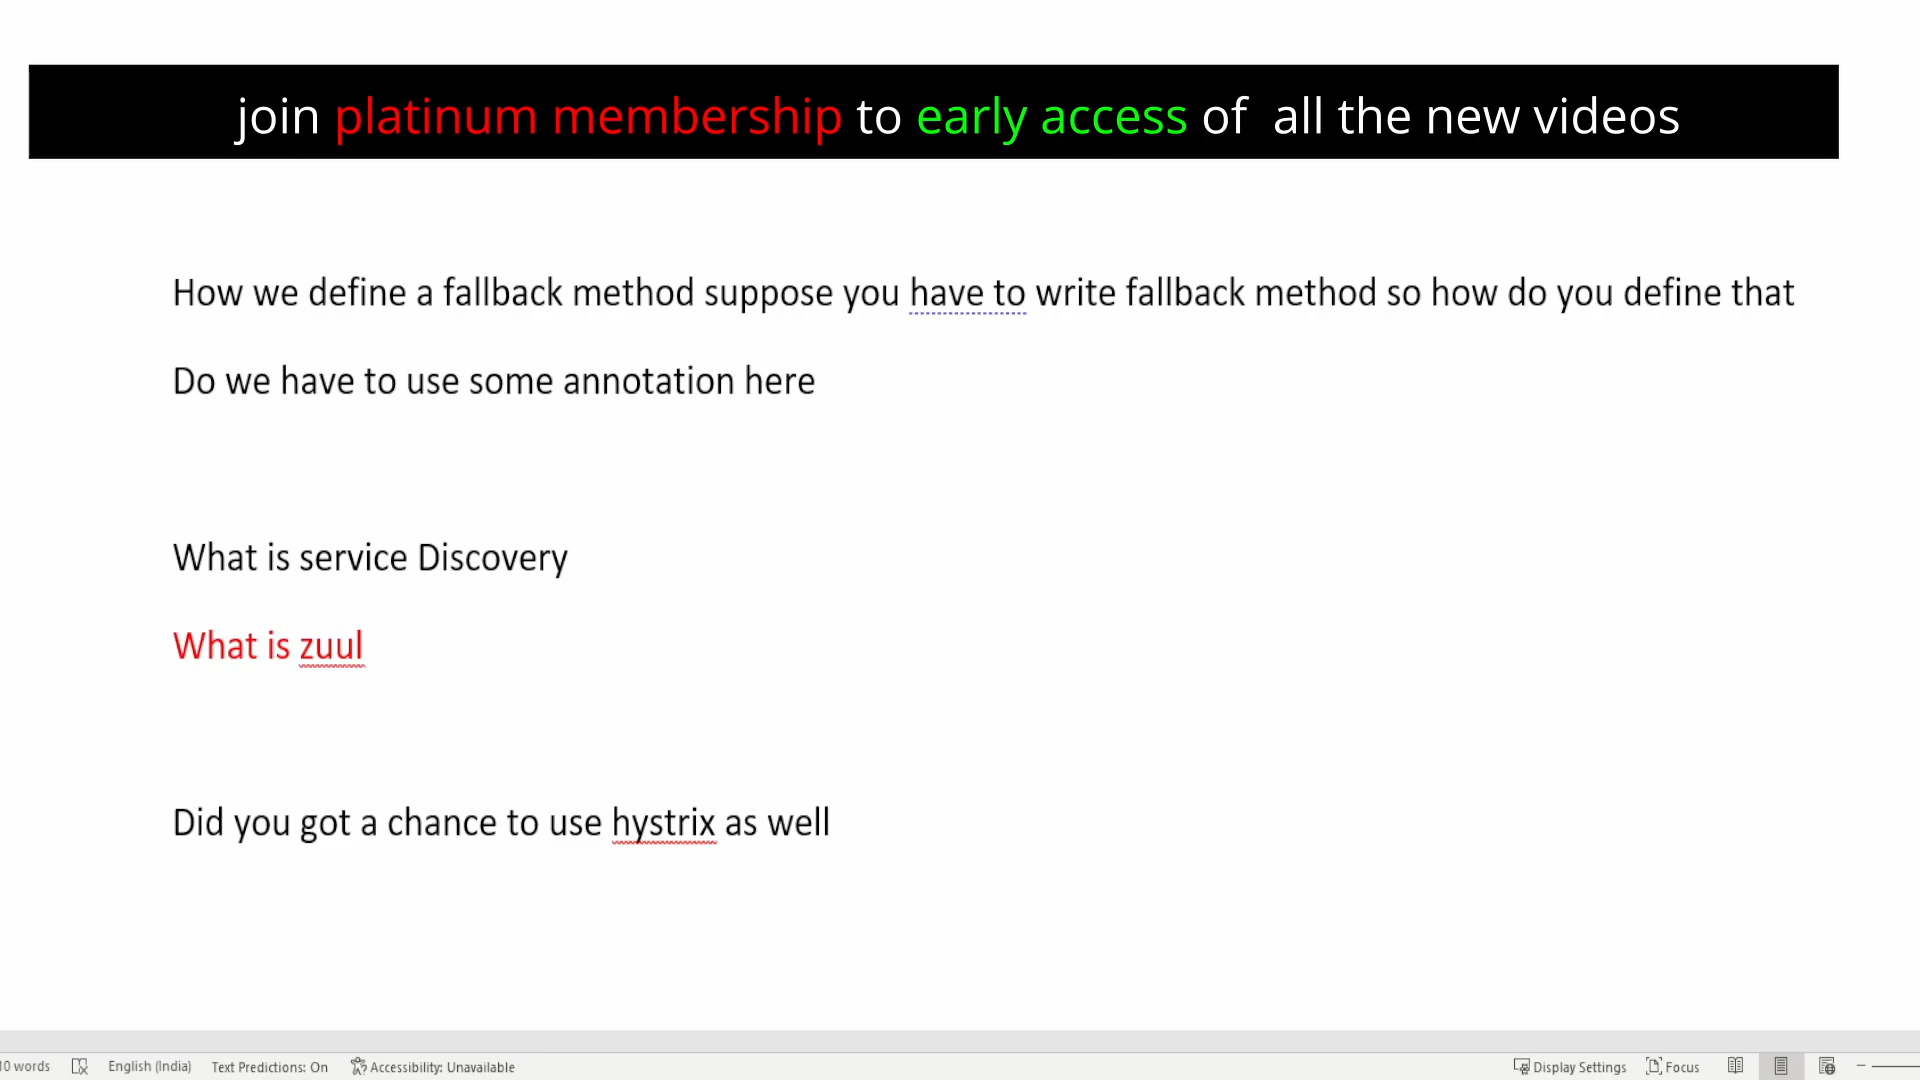 join platinum membership to early access of all the new videos
How we define a fallback method suppose you have to write fallback method so how do you define that
Do we have to use some annotation here
What is service Discovery
What is zuul
Did you got a chance to use hystrix as well
10 words English (India) Text Predictions: On Accessibility: Unavailable Display Settings Focus